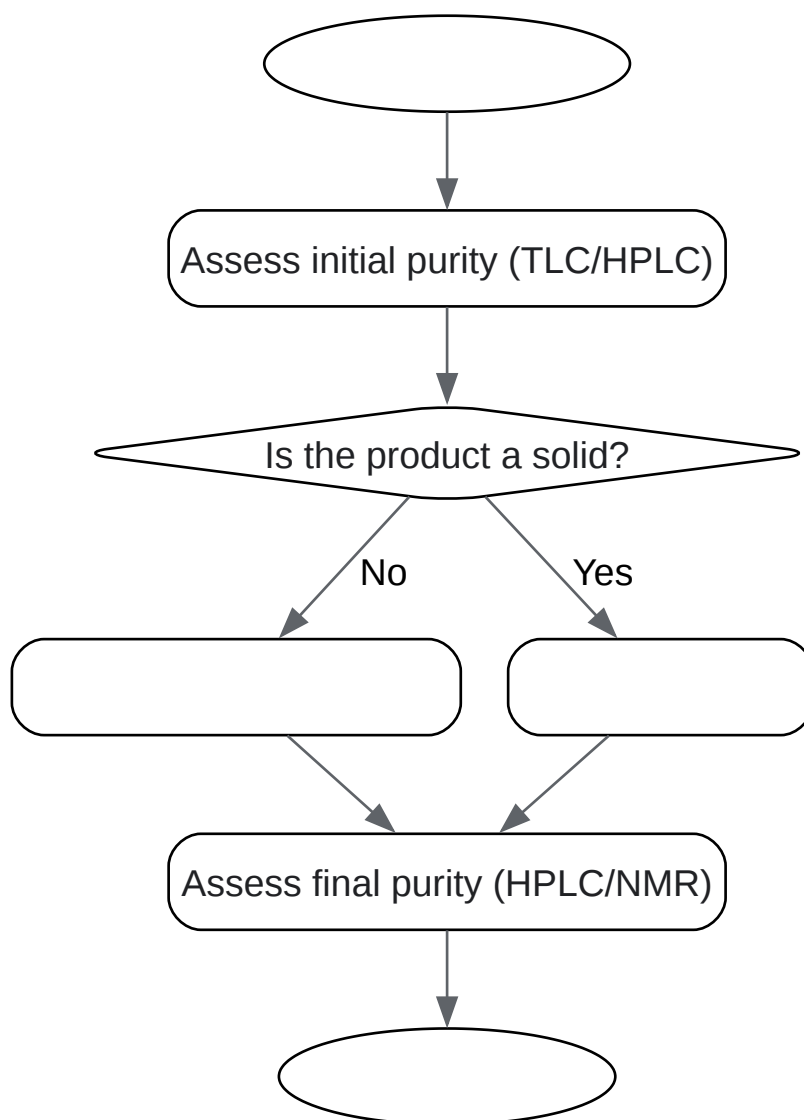 Assess initial purity (TLC/HPLC)
Is the product a solid?
No
Yes
Assess final purity (HPLC/NMR)